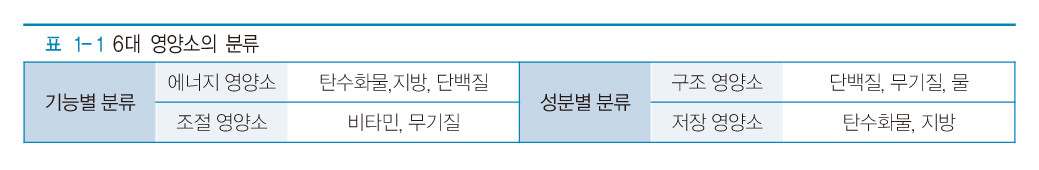 표 1-1 6대 영양소의 분류
기능별 분류 에너지 영양소 탄수화물,지방, 단백질 성분별 분류 구조 영양소 단백질, 무기질, 물
조절 영양소 비타민, 무기질 저장 영양소 탄수화물, 지방